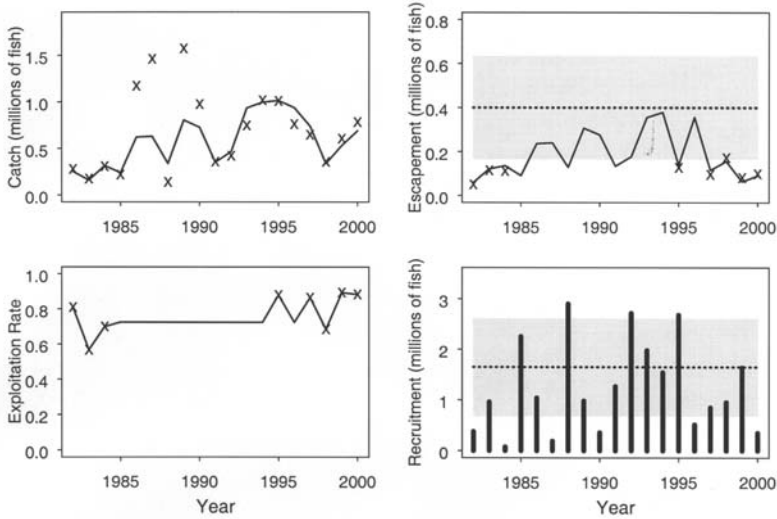 Catch (millions of fish)
1.5
1.0
0.5
0.0
1985 1990 1995 2000
Escapement (millions of fish)
0.8
0.4
0.2
0.0
1985 1990 1995 2000
Exploitation Rate
1.0
0.8
0.6
0.4
0.2
0.0
1985 1990 1995 2000
Year
Recruitment (millions of fish)
3
2
1
0
1985 1990 1995 2000
Year